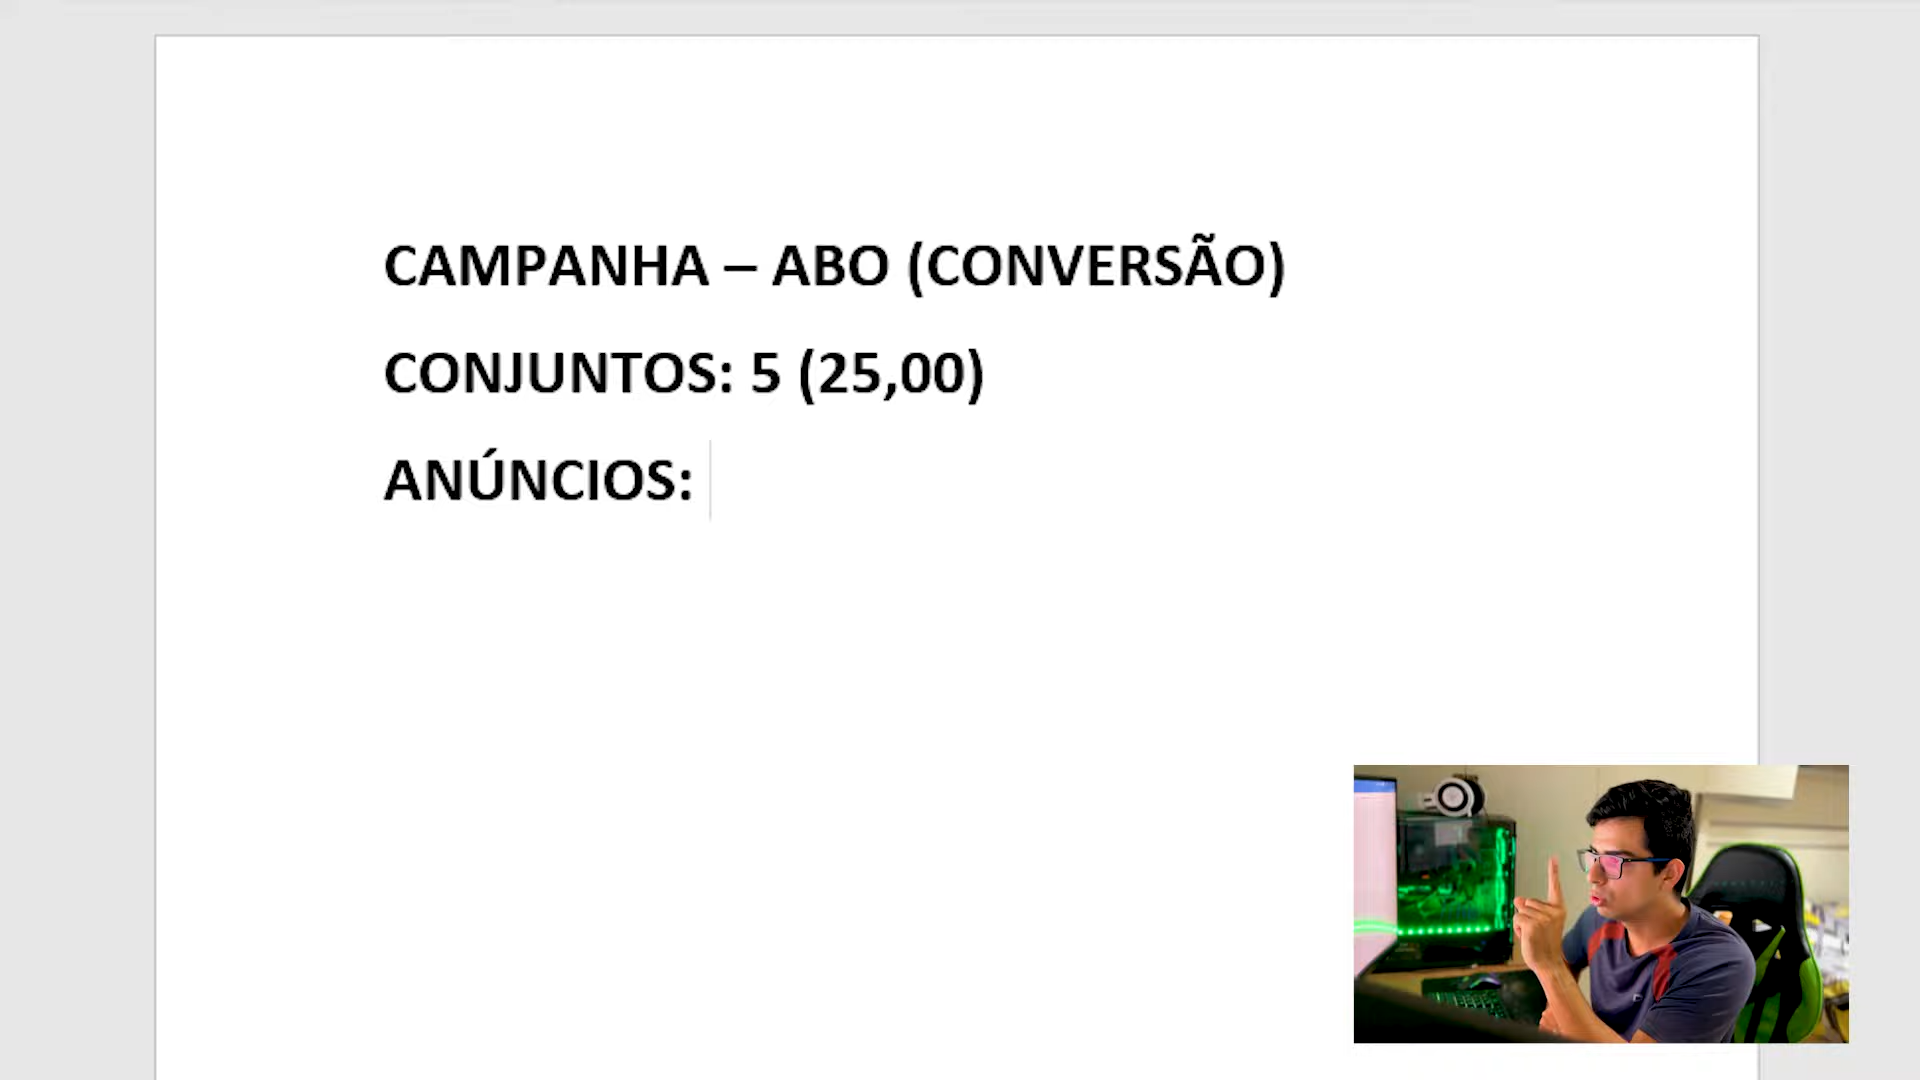 CAMPANHA – ABO (CONVERSÃO)
CONJUNTOS: 5 (25,00)
ANÚNCIOS: